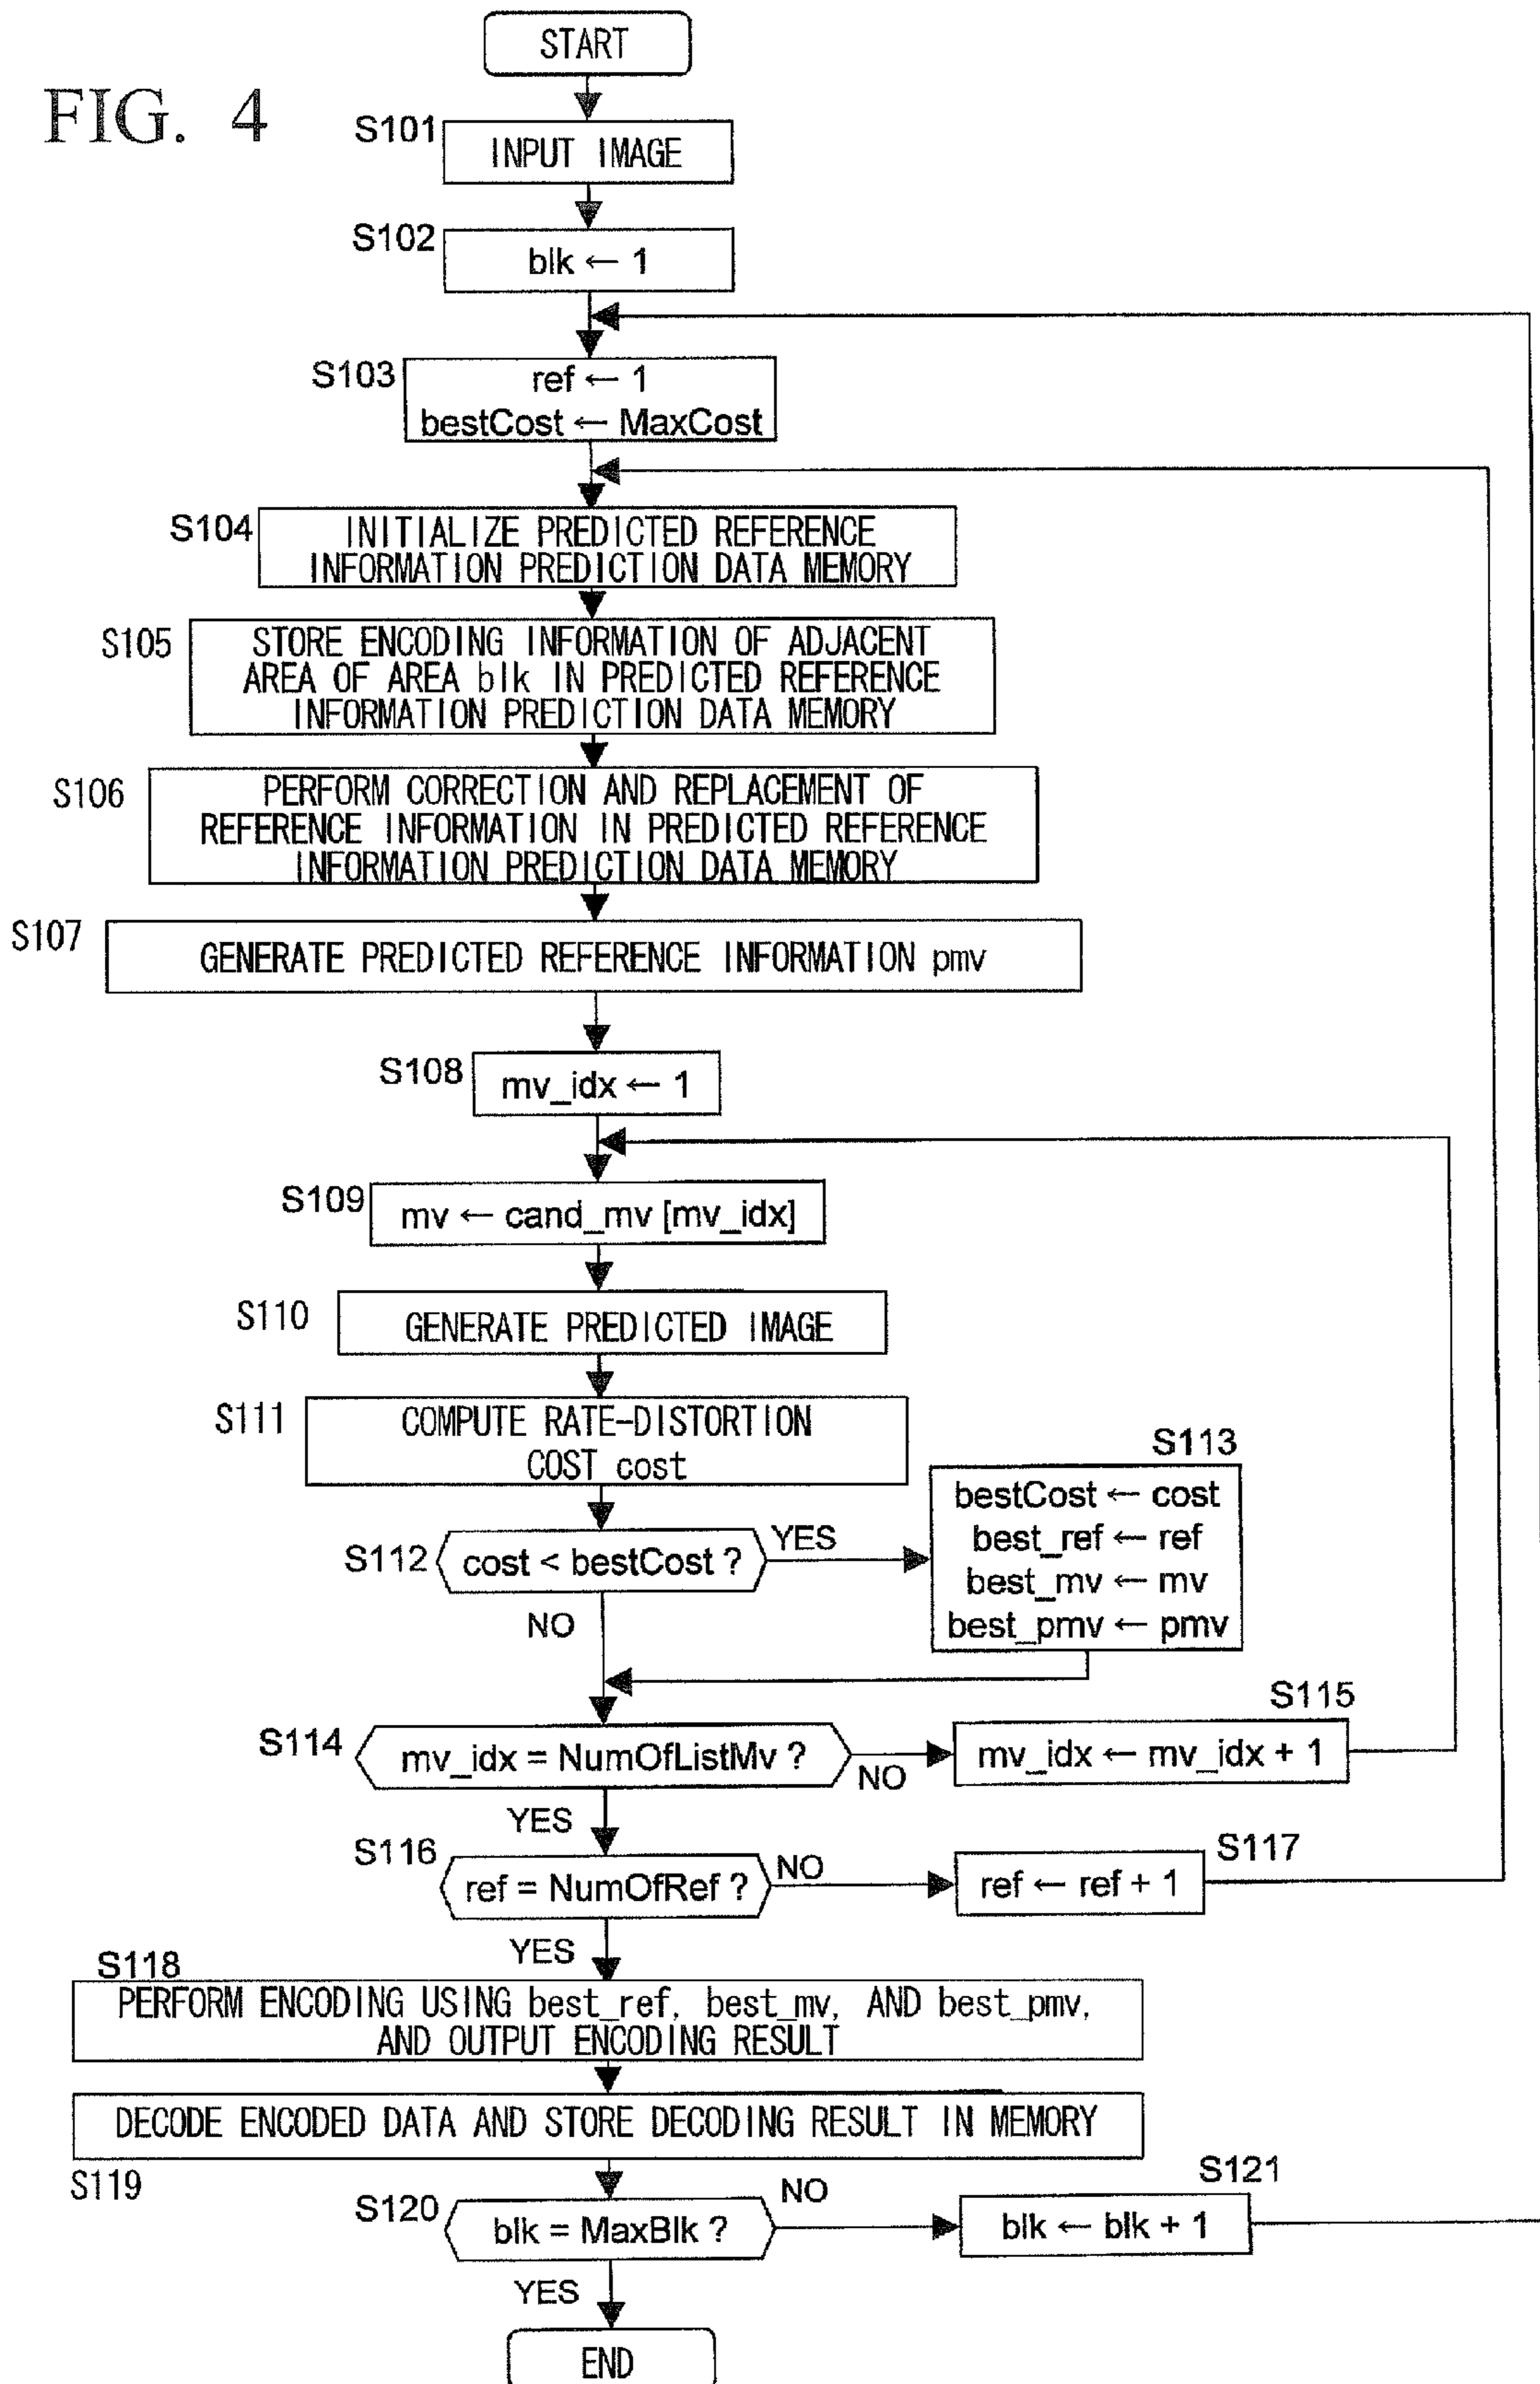 START
FIG. 4
S101
INPUT IMAGE
S102
blk ← 1
S103
ref ← 1
bestCost ← MaxCost
S104
INITIALIZE PREDICTED REFERENCE
INFORMATION PREDICTION DATA MEMORY
S105
STORE ENCODING INFORMATION OF ADJACENT
AREA OF AREA blk IN PREDICTED REFERENCE
INFORMATION PREDICTION DATA MEMORY
S106
PERFORM CORRECTION AND REPLACEMENT OF
REFERENCE INFORMATION IN PREDICTED REFERENCE
INFORMATION PREDICTION DATA MEMORY
S107
GENERATE PREDICTED REFERENCE INFORMATION pmv
S108
mv_idx ← 1
S109
mv ← cand_mv [mv_idx]
S110
GENERATE PREDICTED IMAGE
S111
COMPUTE RATE-DISTORTION
COST cost
S112
cost < bestCost ?
YES
NO
S113
bestCost ← cost
best_ref ← ref
best_mv ← mv
best_pmv ← pmv
S114
mv_idx = NumOfListMv ?
NO
YES
S115
mv_idx ← mv_idx + 1
S116
ref = NumOfRef ?
NO
YES
S117
ref ← ref + 1
S118
PERFORM ENCODING USING best_ref, best_mv, AND best_pmv,
AND OUTPUT ENCODING RESULT
DECODE ENCODED DATA AND STORE DECODING RESULT IN MEMORY
S119
S120
blk = MaxBlk ?
NO
YES
S121
blk ← blk + 1
END